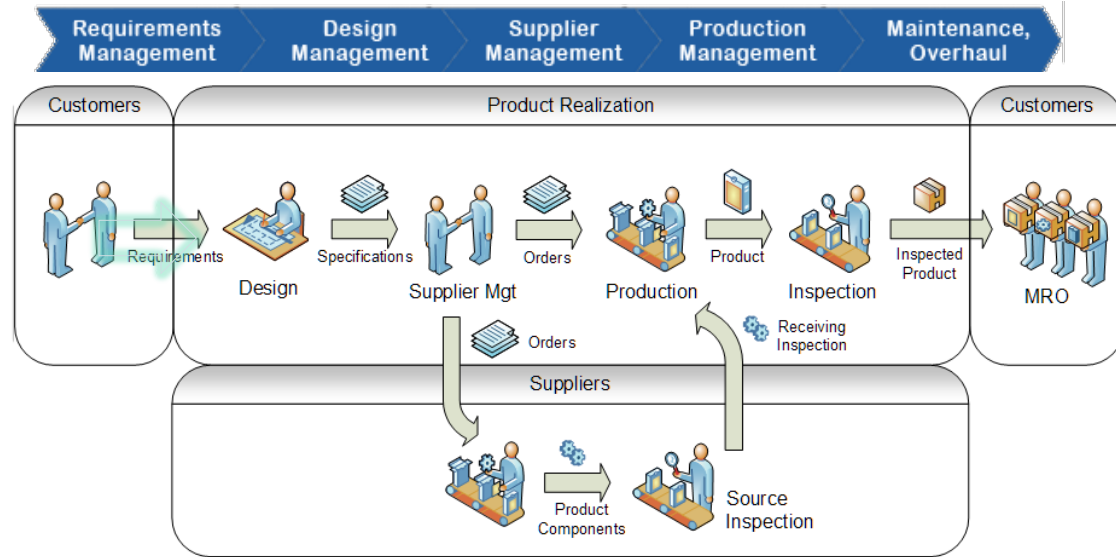 Requirements
Management
Design
Management
Supplier
Management
Production
Management
Maintenance,
Overhaul
Customers
Product Realization
Customers
Requirements
Design
Specifications
Supplier Mgt
Orders
Production
Product
Inspection
Inspected
Product
MRO
Orders
Receiving
Inspection
Suppliers
Product
Components
Source
Inspection